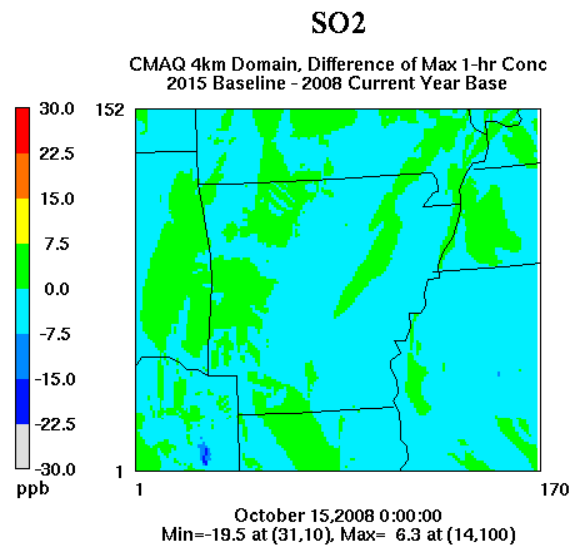 SO2
CMAQ 4km Domain, Difference of Max 1-hr Conc
2015 Baseline - 2008 Current Year Base
30.0
22.5
15.0
7.5
0.0
-7.5
-15.0
-22.5
-30.0
ppb
152
1
1
170
October 15,2008 0:00:00
Min=-19.5 at (31,10), Max= 6.3 at (14,100)